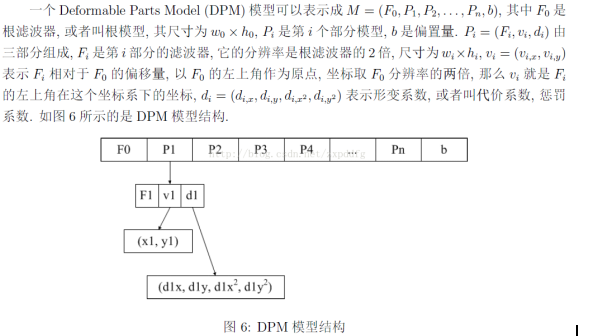 一个 Deformable Parts Model (DPM) 模型可以表示成 M = (F₀, P₁, P₂, . . . , Pₙ, b), 其中 F₀ 是
根滤波器, 或者叫根模型, 其尺寸为 w₀ × h₀, Pᵢ 是第 i 个部分模型, b 是偏置量. Pᵢ = (Fᵢ, vᵢ, dᵢ) 由
三部分组成, Fᵢ 是第 i 部分的滤波器, 它的分辨率是根滤波器的 2 倍, 尺寸为 wᵢ×hᵢ, vᵢ = (vᵢ,ₓ, vᵢ,y)
表示 Fᵢ 相对于 F₀ 的偏移量, 以 F₀ 的左上角作为原点, 坐标取 F₀ 分辨率的两倍, 那么 vᵢ 就是 Fᵢ
的左上角在这个坐标系下的坐标, dᵢ = (dᵢ,ₓ, dᵢ,y, dᵢ,ₓ², dᵢ,y²) 表示形变系数, 或者叫代价系数, 惩罚
系数. 如图 6 所示的是 DPM 模型结构.
F0 P1 P2 P3 P4 ... Pn b
F1 v1 d1
(x1, y1)
(d1x, d1y, d1x², d1y²)
图 6: DPM 模型结构